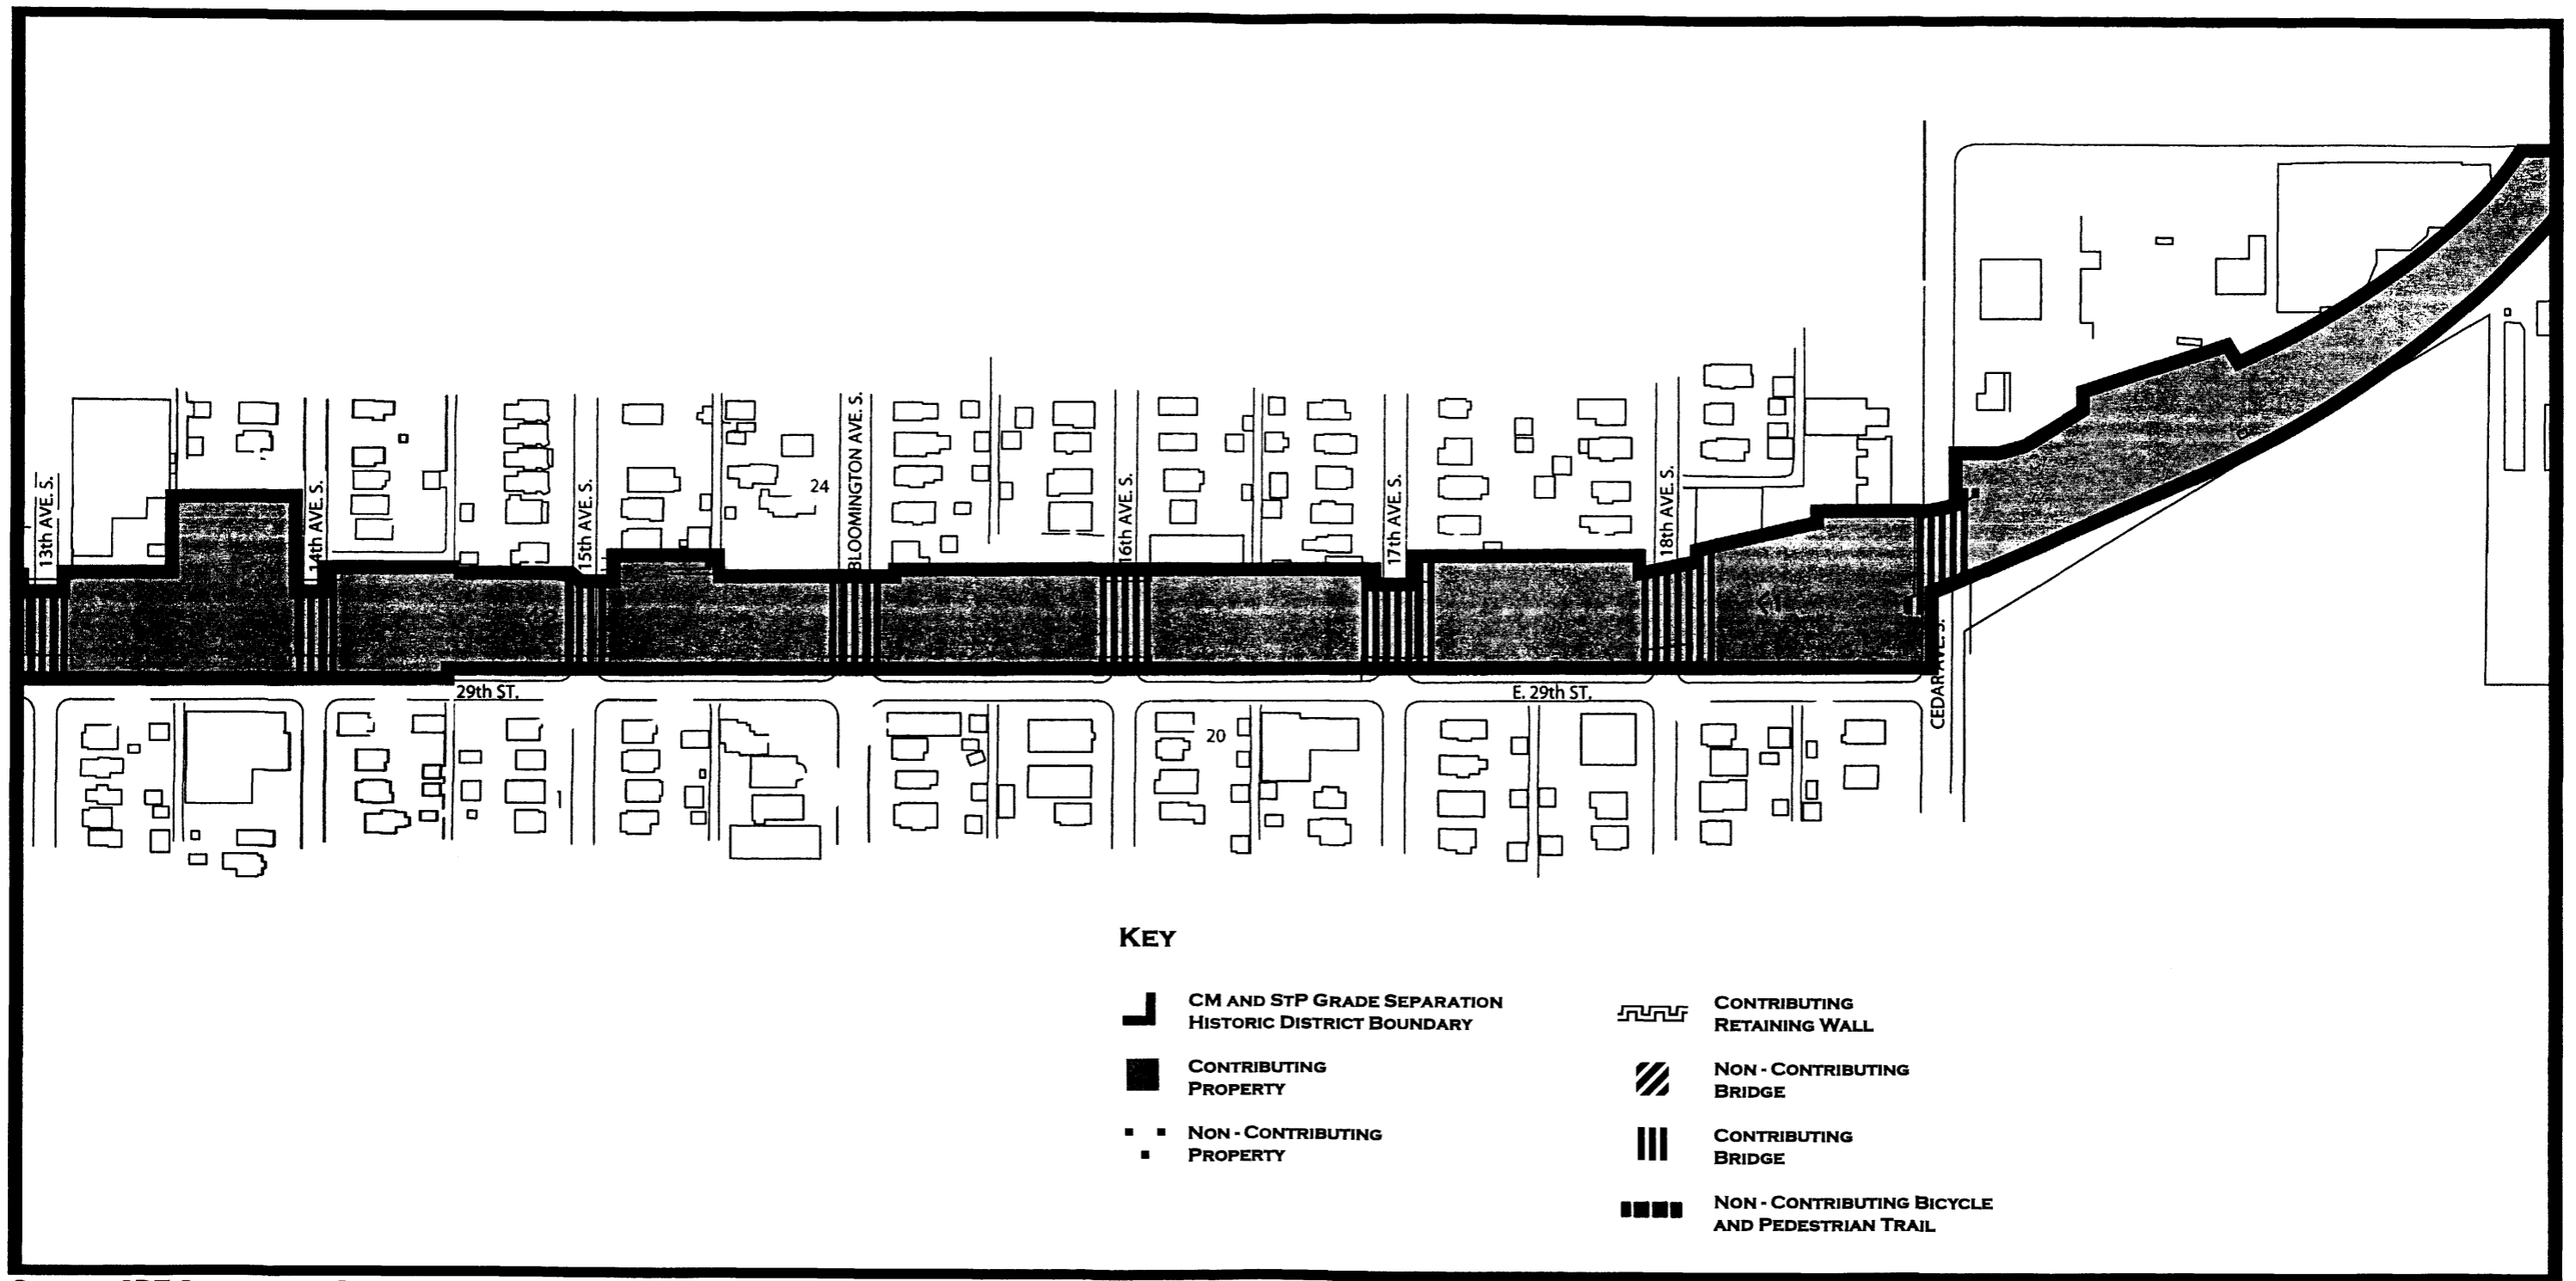 13th AVE. S.
14th AVE. S.
15th AVE. S.
BLOOMINGTON AVE. S.
16th AVE. S.
17th AVE. S.
18th AVE. S.
CEDAR AVE. S.
24
29th ST.
E. 29th ST.
20
KEY
CM AND STP GRADE SEPARATION
HISTORIC DISTRICT BOUNDARY
CONTRIBUTING
PROPERTY
NON-CONTRIBUTING
PROPERTY
CONTRIBUTING
RETAINING WALL
NON-CONTRIBUTING
BRIDGE
CONTRIBUTING
BRIDGE
NON-CONTRIBUTING BICYCLE
AND PEDESTRIAN TRAIL